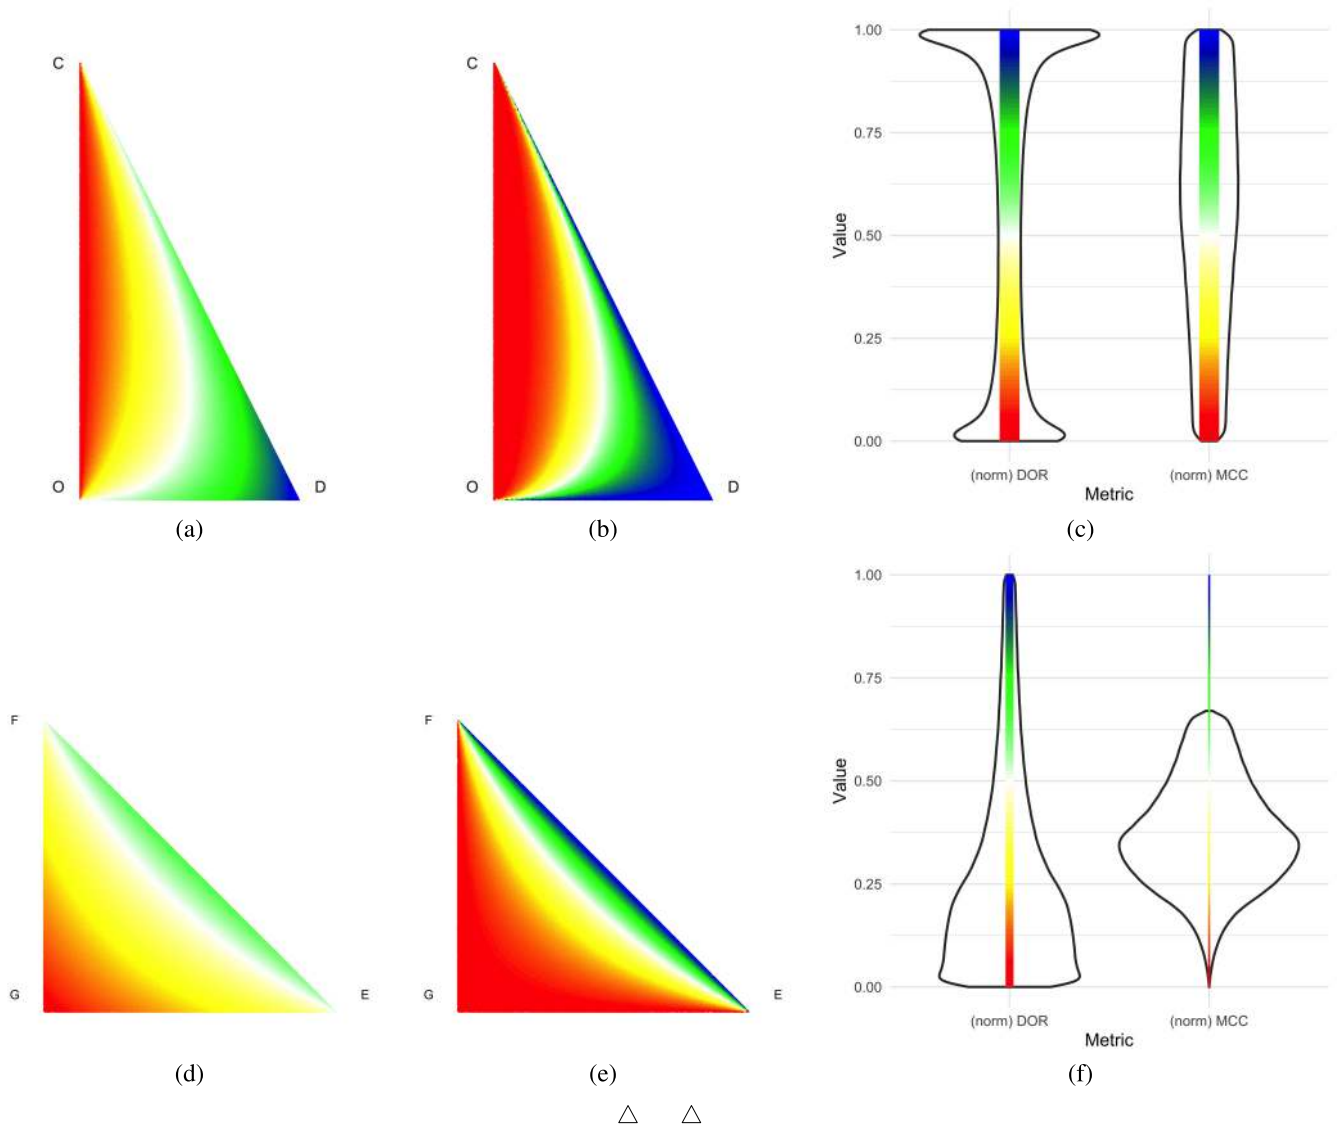 C
O
D
(a)
C
O
D
(b)
1.00
0.75
0.50
0.25
0.00
Value
(norm) DOR
(norm) MCC
Metric
(c)
F
G
E
(d)
F
G
E
(e)
1.00
0.75
0.50
0.25
0.00
Value
(norm) DOR
(norm) MCC
Metric
(f)
△ △